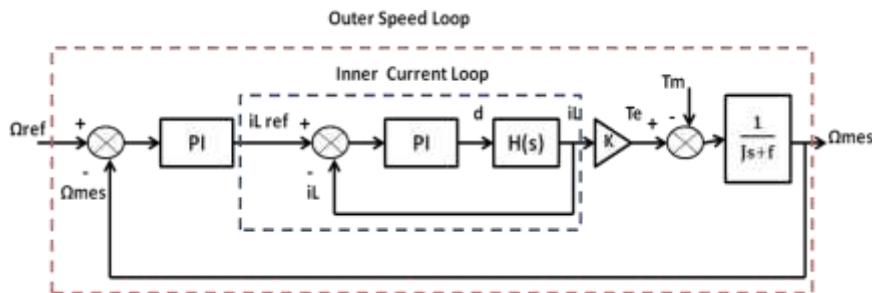 Outer Speed Loop
Inner Current Loop
Tm
Ωref
+
PI
iL ref
+
PI
d
H(s)
iL
K
Te
+
-
1
Js+f
Ωmes
-
Ωmes
-
iL